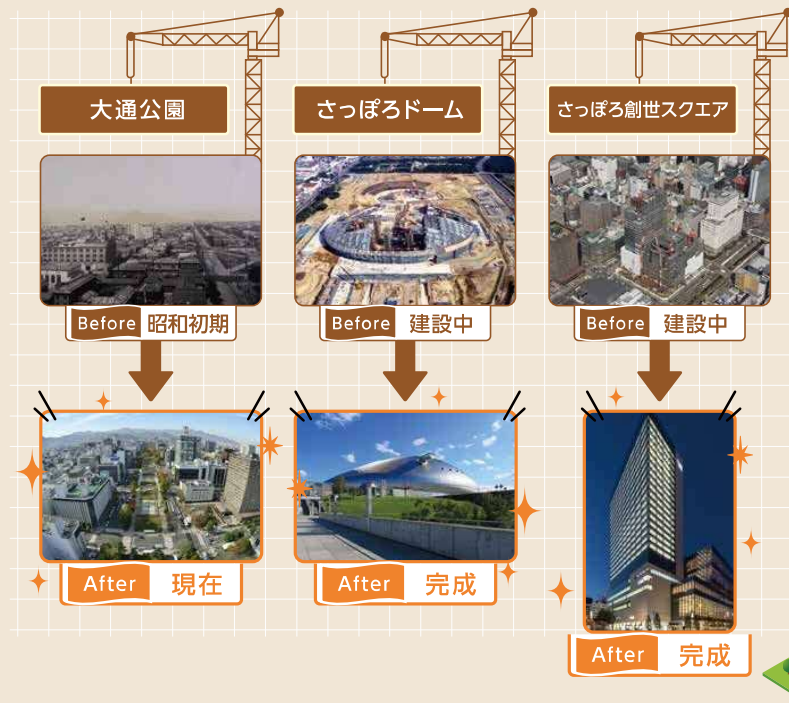 大通公園
さっぽろドーム
さっぽろ創世スクエア
Before 昭和初期
Before 建設中
Before 建設中
After 現在
After 完成
After 完成